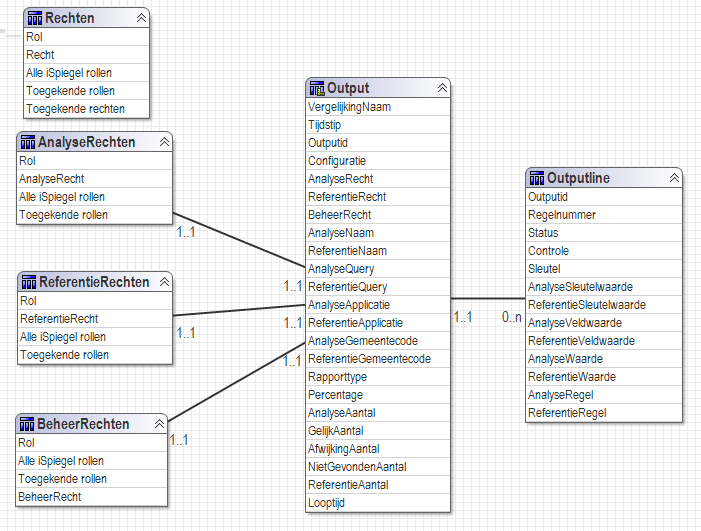 Rechten
Rol
Recht
Alle iSpiegel rollen
Toegekende rollen
Toegekende rechten
AnalyseRechten
Rol
AnalyseRecht
Alle iSpiegel rollen
Toegekende rollen
1..1
ReferentieRechten
Rol
ReferentieRecht
Alle iSpiegel rollen
Toegekende rollen
1..1
BeheerRechten
Rol
Alle iSpiegel rollen
Toegekende rollen
BeheerRecht
1..1
Output
VergelijkingNaam
Tijdstip
Outputid
Configuratie
AnalyseRecht
ReferentieRecht
BeheerRecht
AnalyseNaam
ReferentieNaam
AnalyseQuery
ReferentieQuery
AnalyseApplicatie
ReferentieApplicatie
AnalyseGemeentecode
ReferentieGemeentecode
Rapporttype
Percentage
AnalyseAantal
GelijkAantal
AfwijkingAantal
NietGevondenAantal
ReferentieAantal
Looptijd
1..1
1..1
1..1
1..1
0..n
Outputline
Outputid
Regelnummer
Status
Controle
Sleutel
AnalyseSleutelwaarde
ReferentieSleutelwaarde
AnalyseVeldwaarde
ReferentieVeldwaarde
AnalyseWaarde
ReferentieWaarde
AnalyseRegel
ReferentieRegel